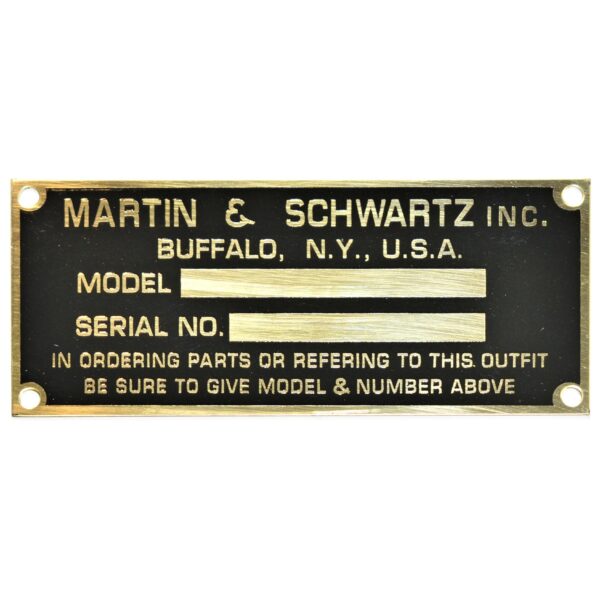 MARTIN & SCHWARTZ INC.
BUFFALO, N.Y., U.S.A.
MODEL
SERIAL NO.
IN ORDERING PARTS OR REFERING TO THIS OUTFIT
BE SURE TO GIVE MODEL & NUMBER ABOVE